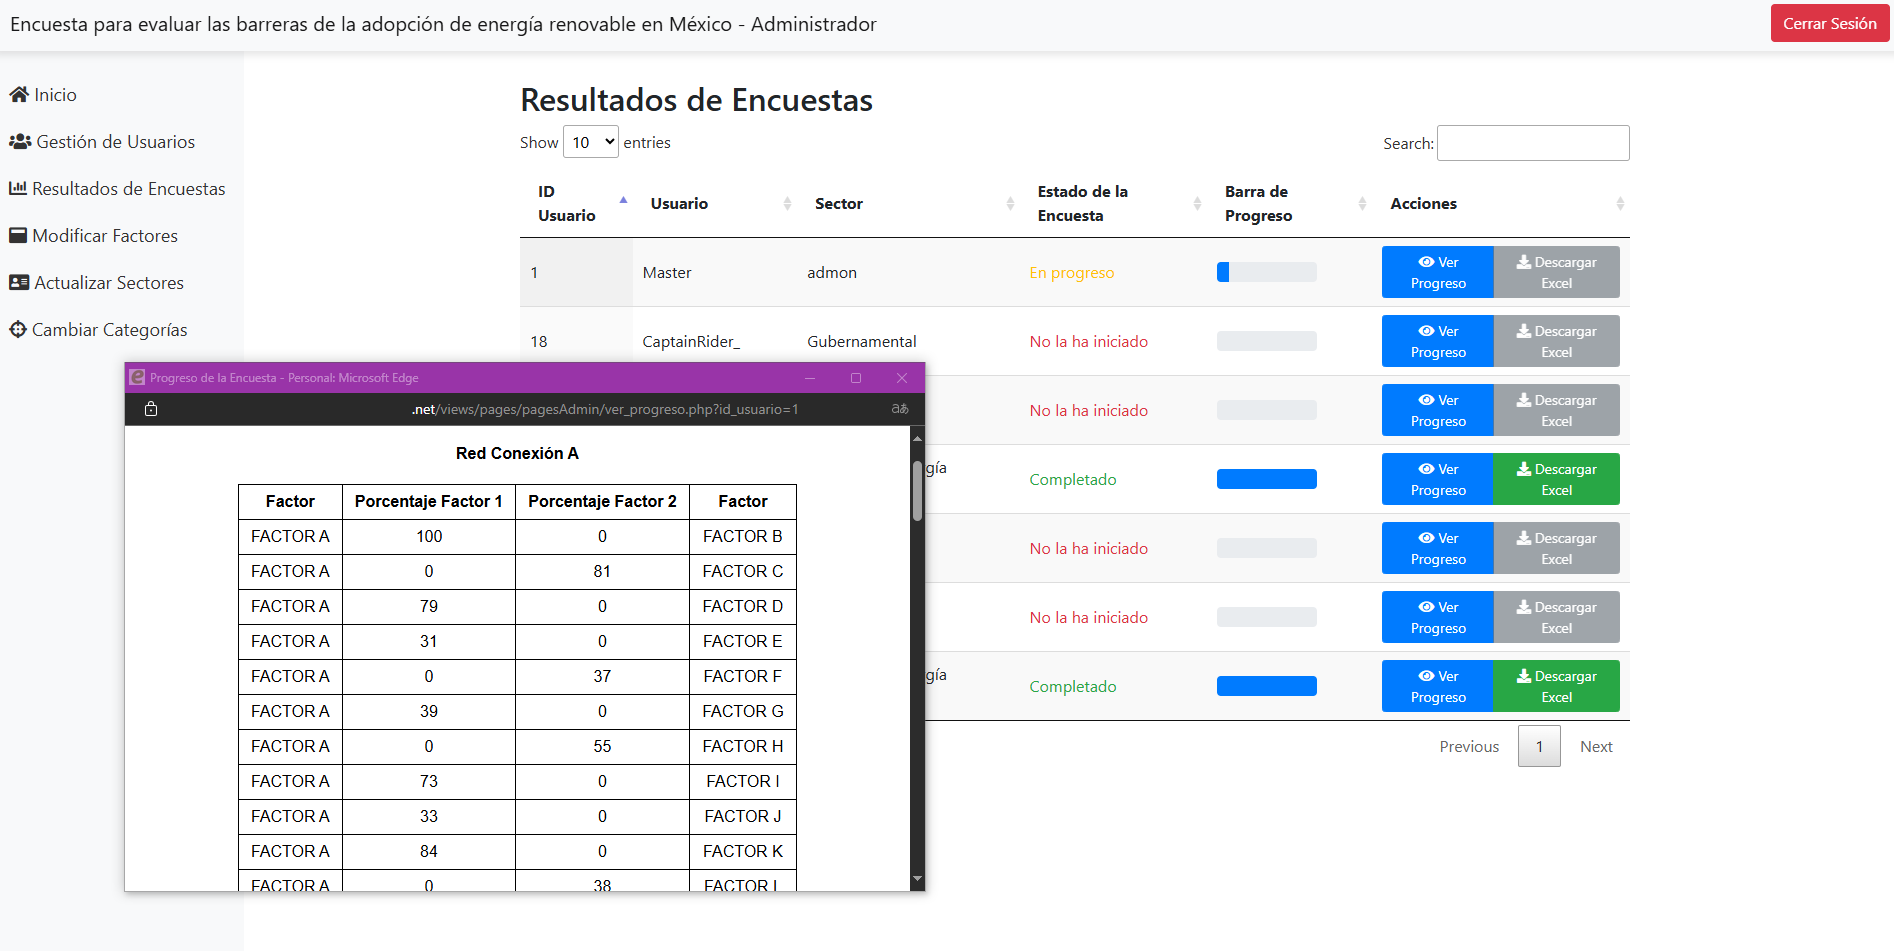 Encuesta para evaluar las barreras de la adopción de energía renovable en México - Administrador
Cerrar Sesión
Inicio
Gestión de Usuarios
Resultados de Encuestas
Modificar Factores
Actualizar Sectores
Cambiar Categorías
Resultados de Encuestas
Show 10 entries
Search:
ID Usuario Usuario Sector Estado de la Encuesta Barra de Progreso Acciones
1 Master admon En progreso Ver Progreso Descargar Excel
18 CaptainRider_ Gubernamental No la ha iniciado Ver Progreso Descargar Excel
No la ha iniciado Ver Progreso Descargar Excel
gía Completado Ver Progreso Descargar Excel
No la ha iniciado Ver Progreso Descargar Excel
No la ha iniciado Ver Progreso Descargar Excel
gía Completado Ver Progreso Descargar Excel
Previous 1 Next
Progreso de la Encuesta - Personal: Microsoft Edge
.net/views/pages/pagesAdmin/ver_progreso.php?id_usuario=1
aあ
Red Conexión A
Factor Porcentaje Factor 1 Porcentaje Factor 2 Factor
FACTOR A 100 0 FACTOR B
FACTOR A 0 81 FACTOR C
FACTOR A 79 0 FACTOR D
FACTOR A 31 0 FACTOR E
FACTOR A 0 37 FACTOR F
FACTOR A 39 0 FACTOR G
FACTOR A 0 55 FACTOR H
FACTOR A 73 0 FACTOR I
FACTOR A 33 0 FACTOR J
FACTOR A 84 0 FACTOR K
FACTOR A 0 38 FACTOR L